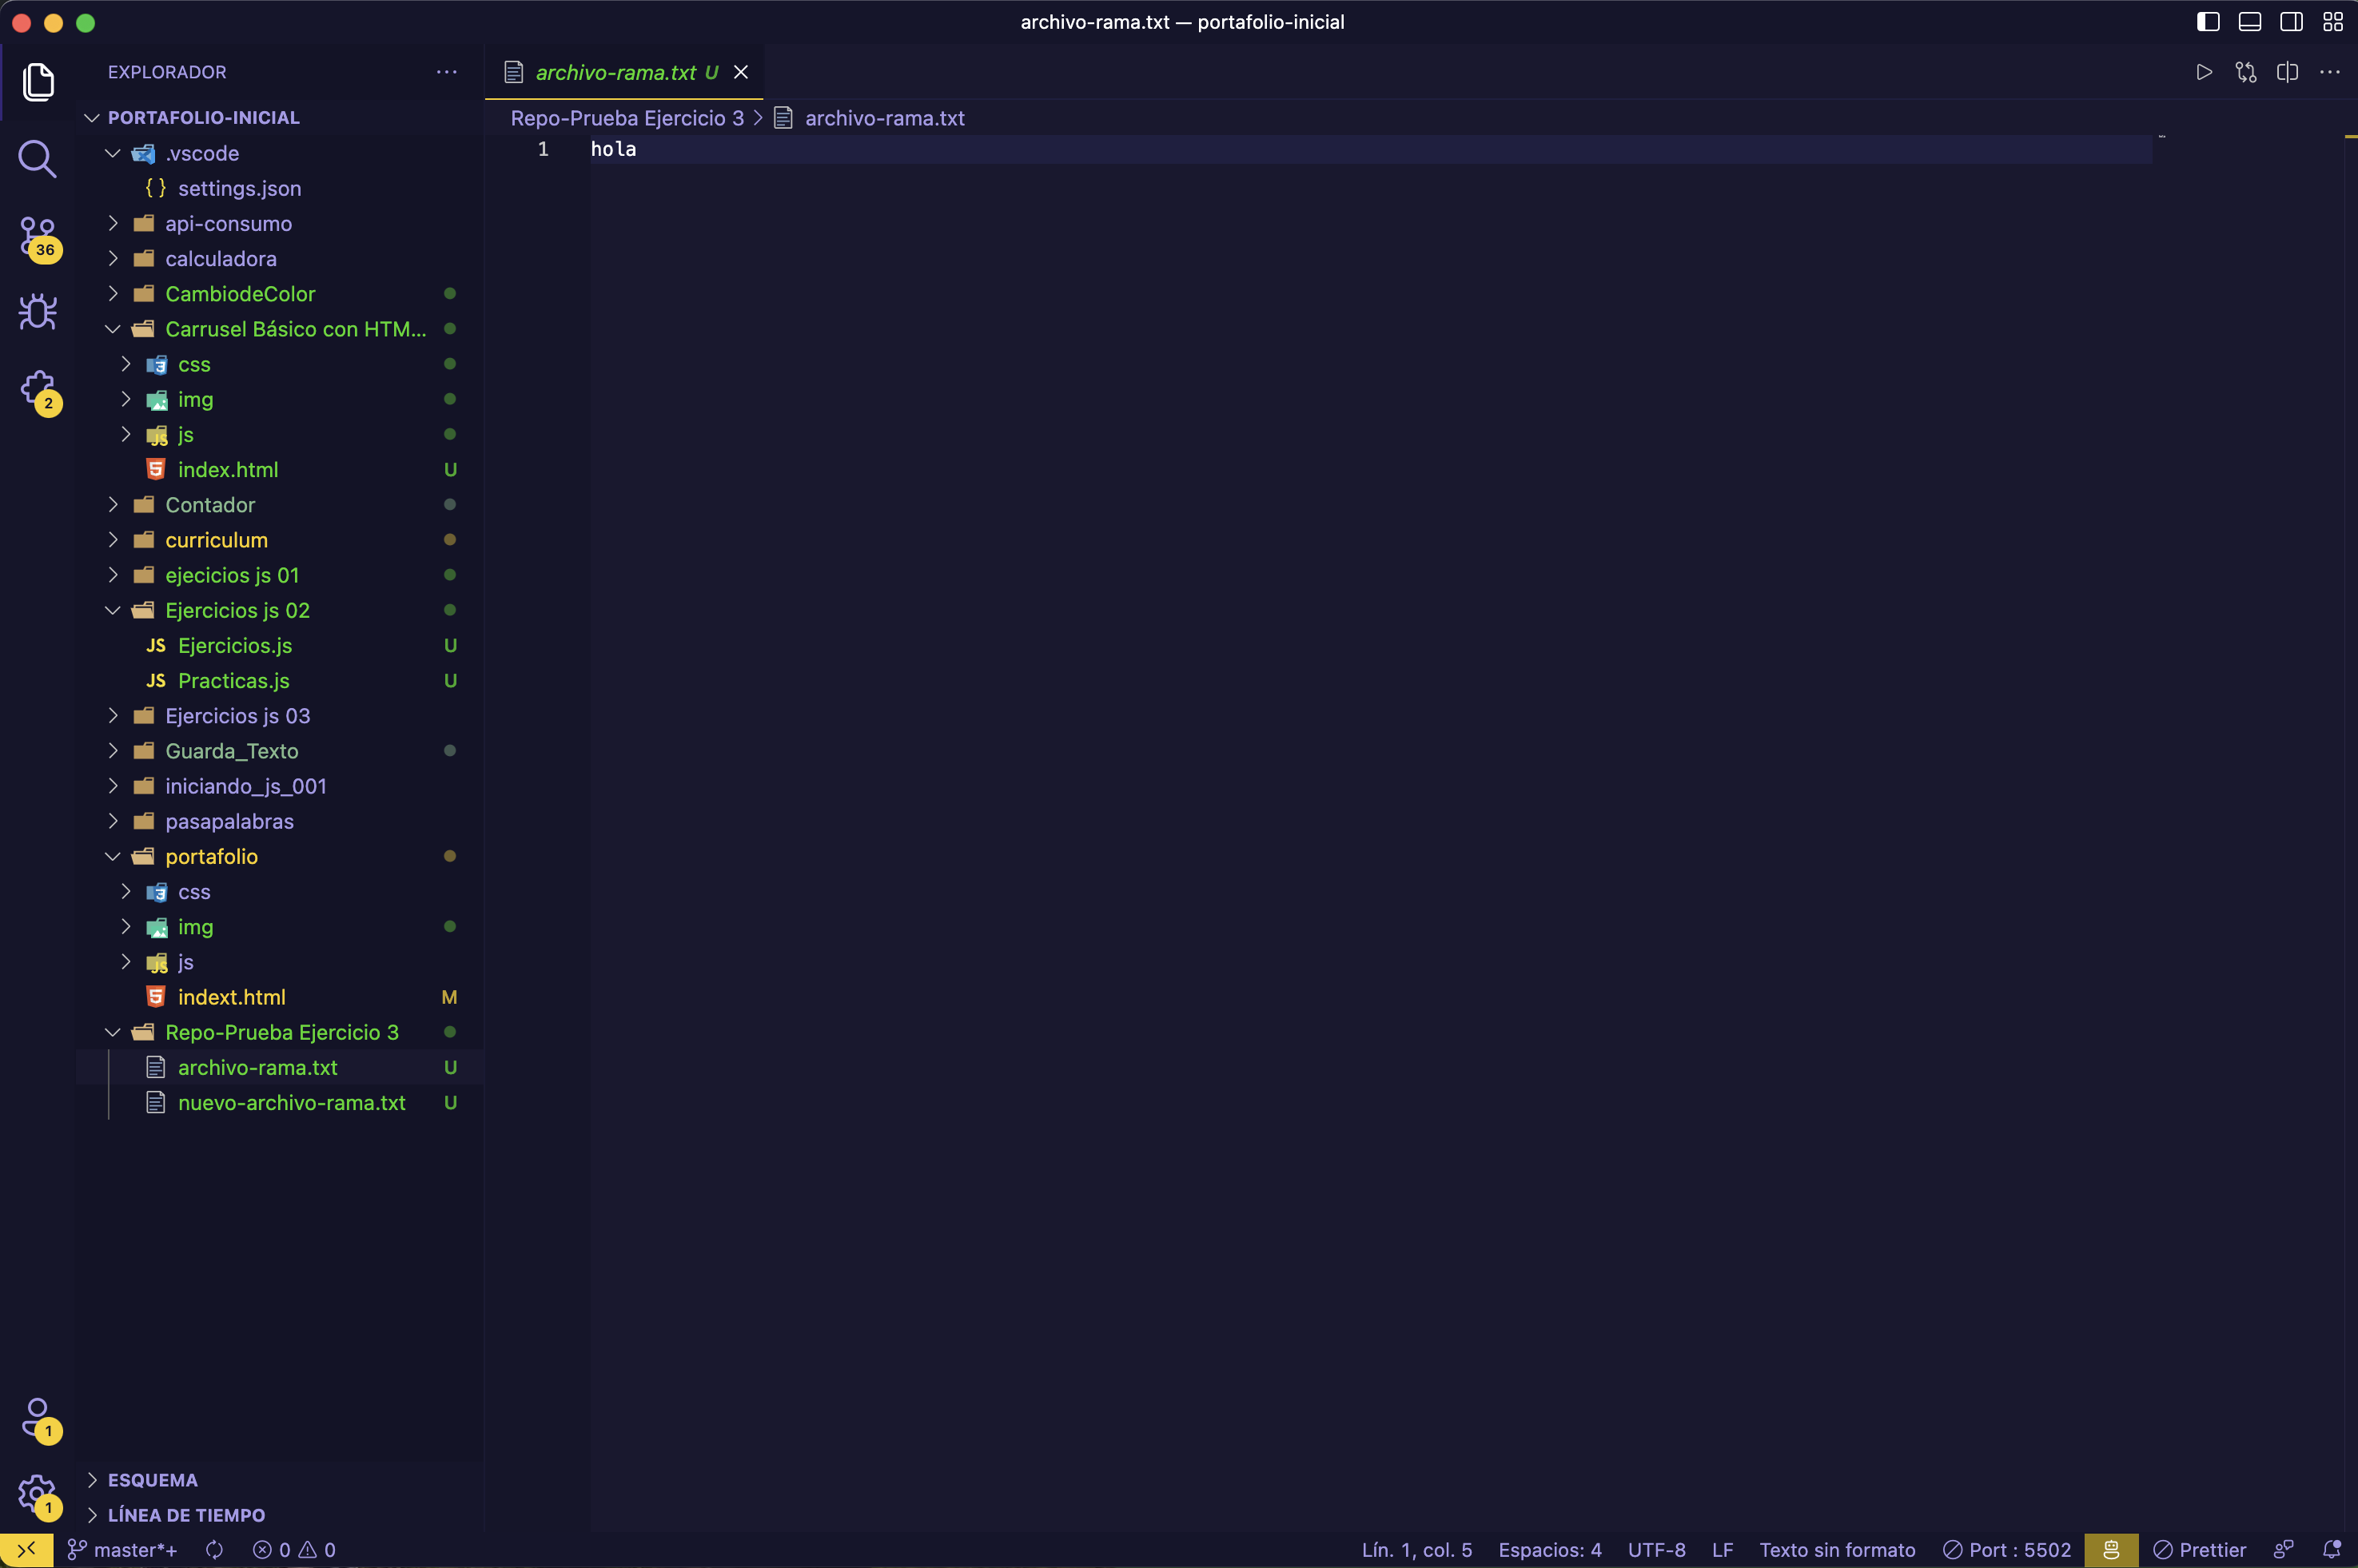 archivo-rama.txt — portafolio-inicial
EXPLORADOR
PORTAFOLIO-INICIAL
.vscode
{ } settings.json
api-consumo
calculadora
CambiodeColor
Carrusel Básico con HTM...
css
img
js
index.html U
Contador
curriculum
ejecicios js 01
Ejercicios js 02
JS Ejercicios.js U
JS Practicas.js U
Ejercicios js 03
Guarda_Texto
iniciando_js_001
pasapalabras
portafolio
css
img
js
indext.html M
Repo-Prueba Ejercicio 3
archivo-rama.txt U
nuevo-archivo-rama.txt U
ESQUEMA
LÍNEA DE TIEMPO
36
2
1
1
archivo-rama.txt U
Repo-Prueba Ejercicio 3 > archivo-rama.txt
1 hola
master*+ 0 0 Lín. 1, col. 5 Espacios: 4 UTF-8 LF Texto sin formato Port : 5502 Prettier